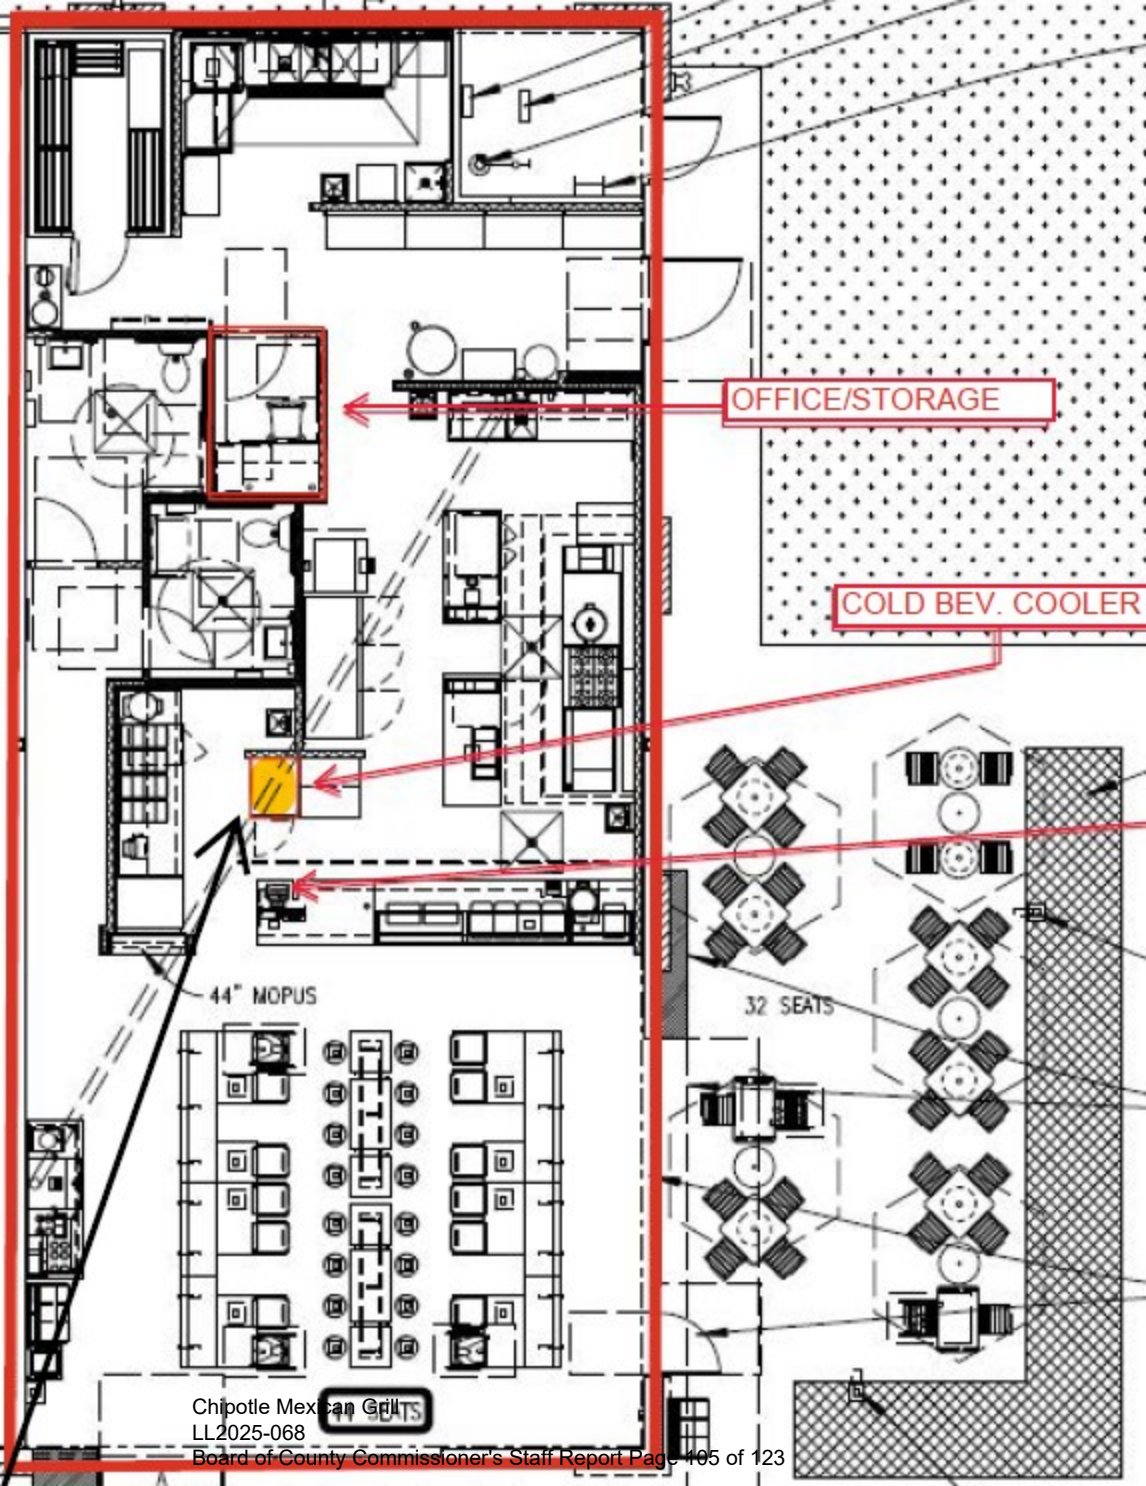 OFFICE/STORAGE
COLD BEV. COOLER
44" MOPUS
32 SEATS
SEATS
Chipotle Mexican Grill
LL2025-068
Board of County Commissioner's Staff Report Page 105 of 123